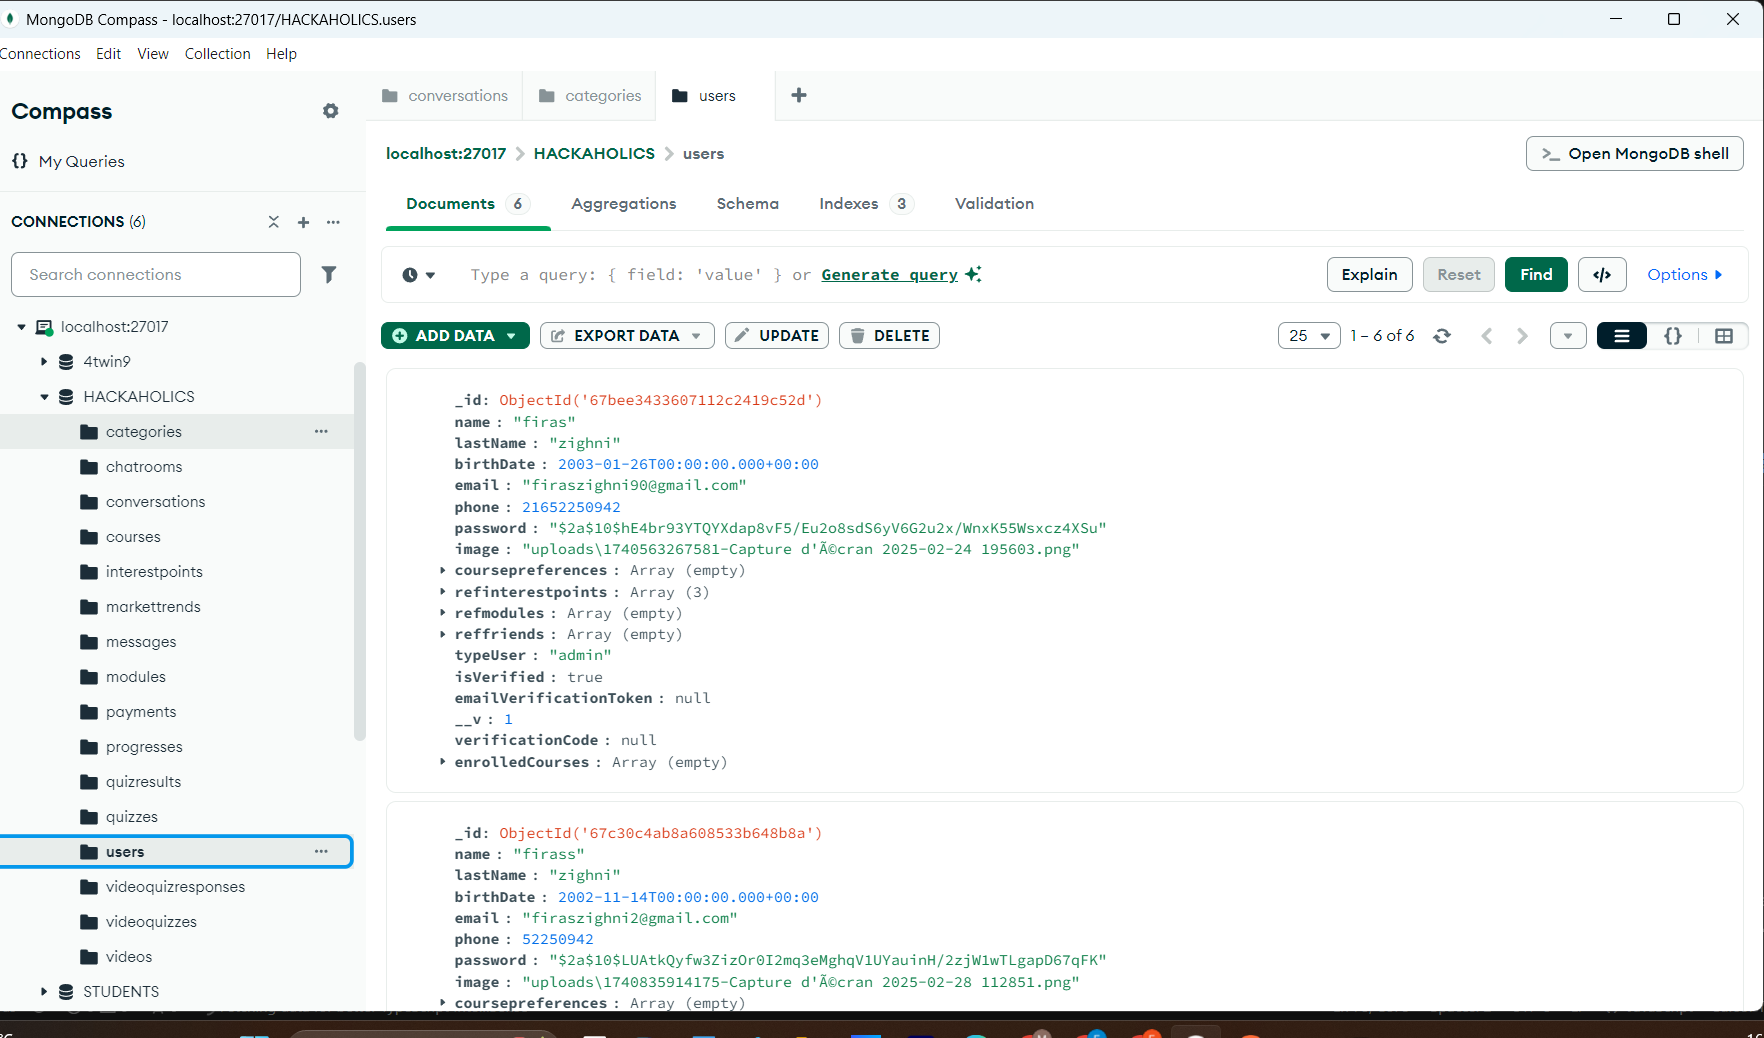 MongoDB Compass - localhost:27017/HACKAHOLICS.users
Connections Edit View Collection Help
Compass
{} My Queries
CONNECTIONS (6)
Search connections
localhost:27017
4twin9
HACKAHOLICS
categories
chatrooms
conversations
courses
interestpoints
markettrends
messages
modules
payments
progresses
quizresults
quizzes
users
videoquizresponses
videoquizzes
videos
STUDENTS
conversations categories users
localhost:27017 > HACKAHOLICS > users
>_ Open MongoDB shell
Documents 6 Aggregations Schema Indexes 3 Validation
Type a query: { field: 'value' } or Generate query
Explain Reset Find </> Options
ADD DATA EXPORT DATA UPDATE DELETE
25 1 – 6 of 6 {}
_id: ObjectId('67bee3433607112c2419c52d')
name : "firas"
lastName : "zighni"
birthDate : 2003-01-26T00:00:00.000+00:00
email : "firaszighni90@gmail.com"
phone : 21652250942
password : "$2a$10$hE4br93YTQYXdap8vF5/Eu2o8sdS6yV6G2u2x/WnxK55Wsxcz4XSu"
image : "uploads\1740563267581-Capture d'Ã©cran 2025-02-24 195603.png"
coursepreferences : Array (empty)
refinterestpoints : Array (3)
refmodules : Array (empty)
reffriends : Array (empty)
typeUser : "admin"
isVerified : true
emailVerificationToken : null
__v : 1
verificationCode : null
enrolledCourses : Array (empty)
_id: ObjectId('67c30c4ab8a608533b648b8a')
name : "firass"
lastName : "zighni"
birthDate : 2002-11-14T00:00:00.000+00:00
email : "firaszighni2@gmail.com"
phone : 52250942
password : "$2a$10$LUAtkQyfw3ZizOr0I2mq3eMghqV1UYauinH/2zjW1wTLgapD67qFK"
image : "uploads\1740835914175-Capture d'Ã©cran 2025-02-28 112851.png"
coursepreferences : Array (empty)